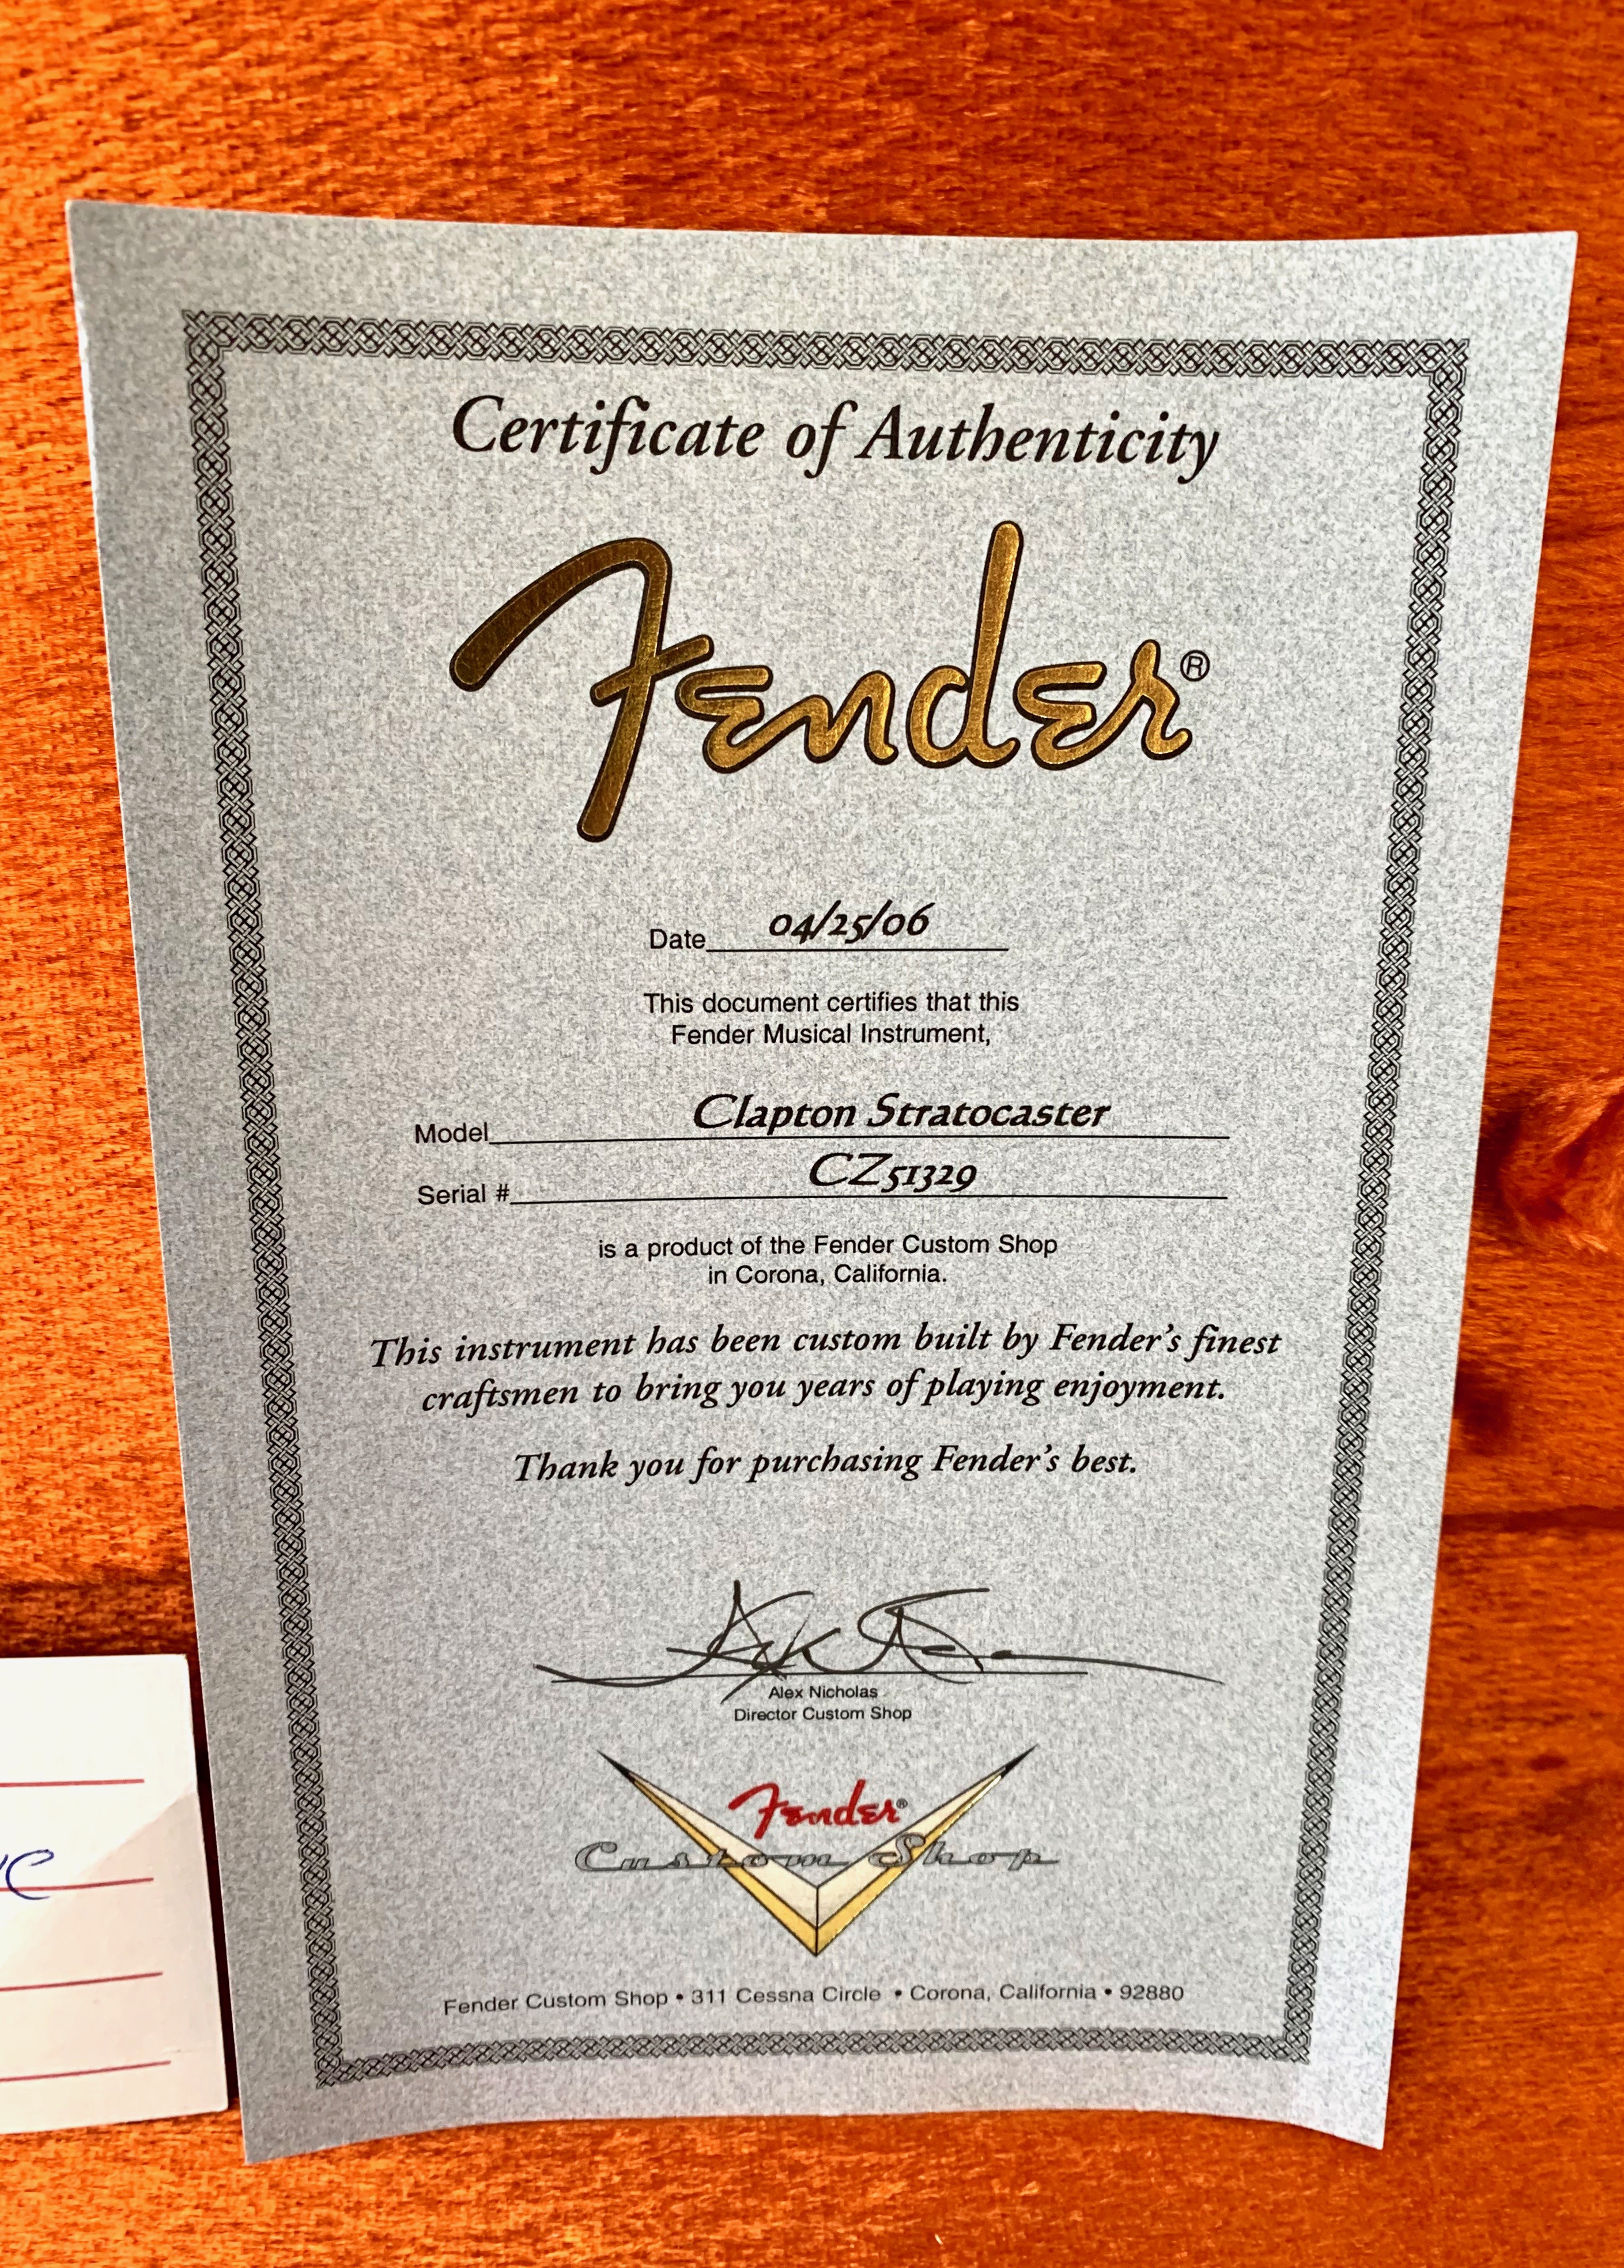 Certificate of Authenticity
Fender®
Date 04/25/06
This document certifies that this
Fender Musical Instrument,
Model Clapton Stratocaster
Serial # CZ51329
is a product of the Fender Custom Shop
in Corona, California.
This instrument has been custom built by Fender's finest
craftsmen to bring you years of playing enjoyment.
Thank you for purchasing Fender's best.
Alex Nicholas
Director Custom Shop
Fender®
Custom Shop
Fender Custom Shop • 311 Cessna Circle • Corona, California • 92880